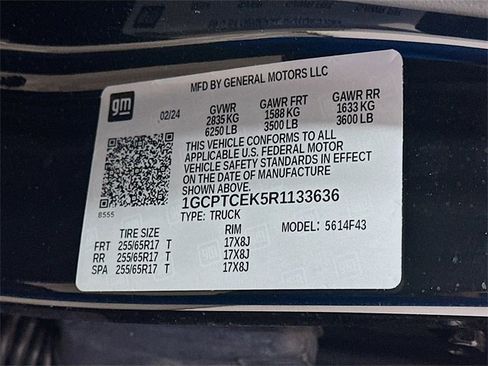 MFD BY GENERAL MOTORS LLC
gm
02/24
GVWR GAWR FRT GAWR RR
2835 KG 1588 KG 1633 KG
6250 LB 3500 LB 3600 LB
THIS VEHICLE CONFORMS TO ALL
APPLICABLE U.S. FEDERAL MOTOR
VEHICLE SAFETY STANDARDS IN EFFECT
ON THE DATE OF MANUFACTURE
SHOWN ABOVE.
1GCPTCEK5R1133636
8555
TYPE: TRUCK MODEL: 5614F43
TIRE SIZE RIM
FRT 255/65R17 T 17X8J
RR 255/65R17 T 17X8J
SPA 255/65R17 T 17X8J